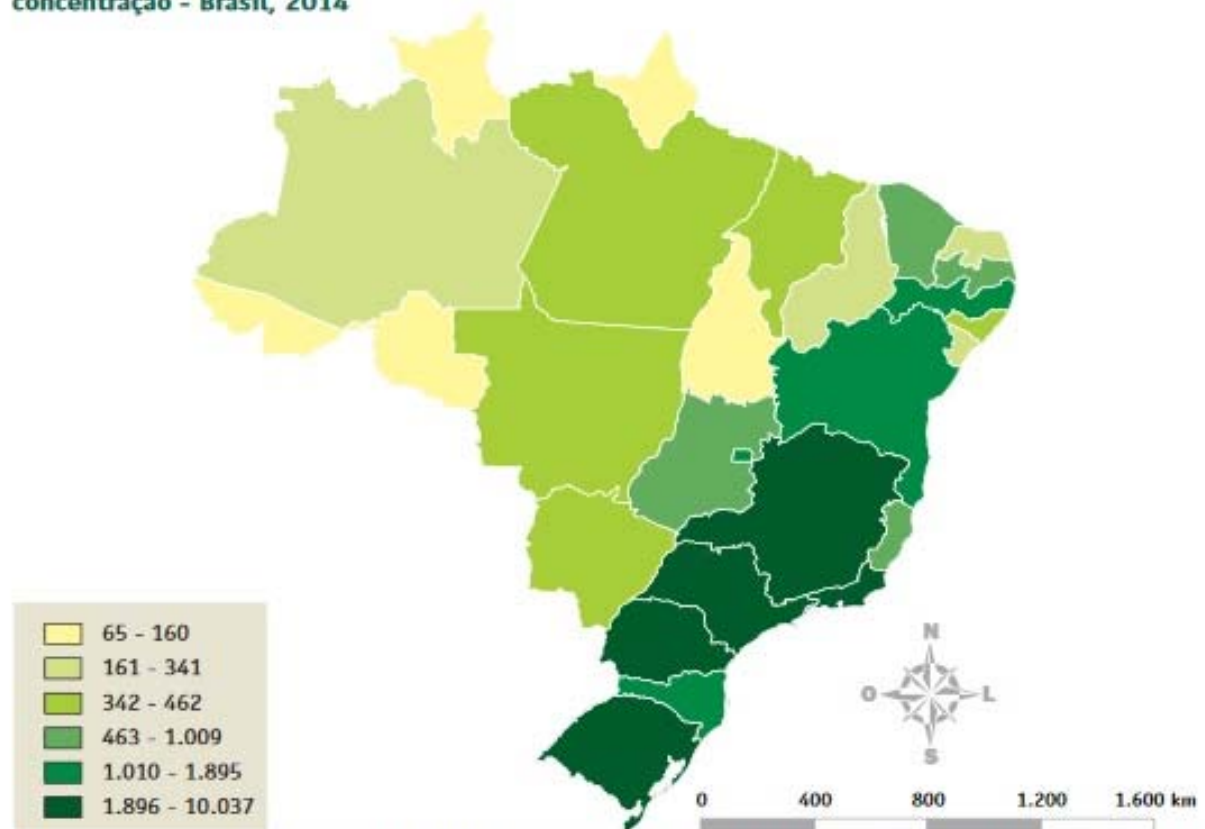 concentração – Brasil, 2014
N
O
L
S
65 - 160
161 - 341
342 - 462
463 - 1.009
1.010 - 1.895
1.896 - 10.037
0 400 800 1.200 1.600 km